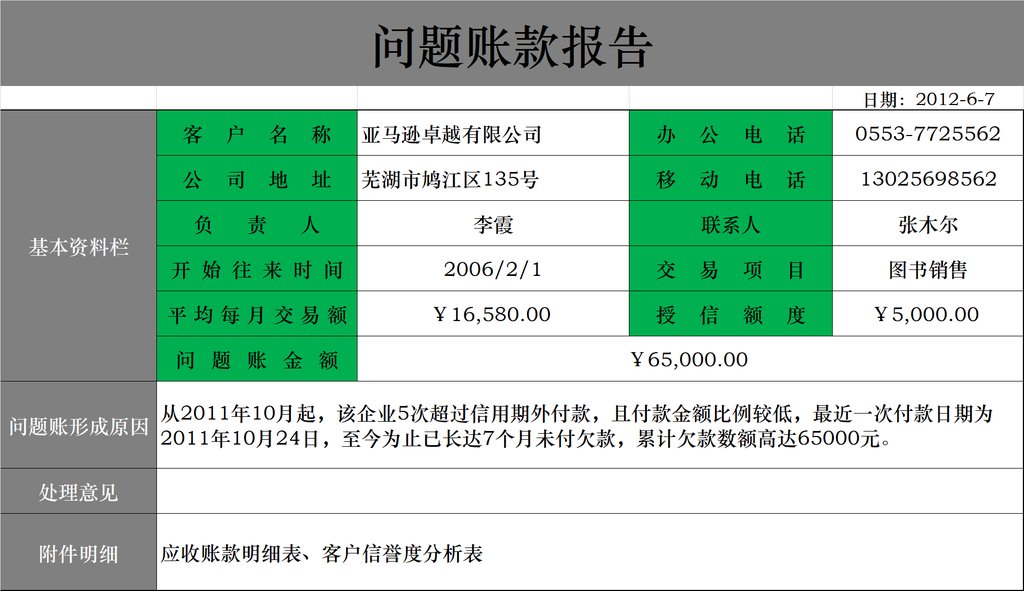 问题账款报告
日期：2012-6-7
基本资料栏
客户名称 亚马逊卓越有限公司 办公电话 0553-7725562
公司地址 芜湖市鸠江区135号 移动电话 13025698562
负责人 李霞 联系人 张木尔
开始往来时间 2006/2/1 交易项目 图书销售
平均每月交易额 ￥16,580.00 授信额度 ￥5,000.00
问题账金额 ￥65,000.00
问题账形成原因
从2011年10月起，该企业5次超过信用期外付款，且付款金额比例较低，最近一次付款日期为
2011年10月24日，至今为止已长达7个月未付欠款，累计欠款数额高达65000元。
处理意见
附件明细 应收账款明细表、客户信誉度分析表